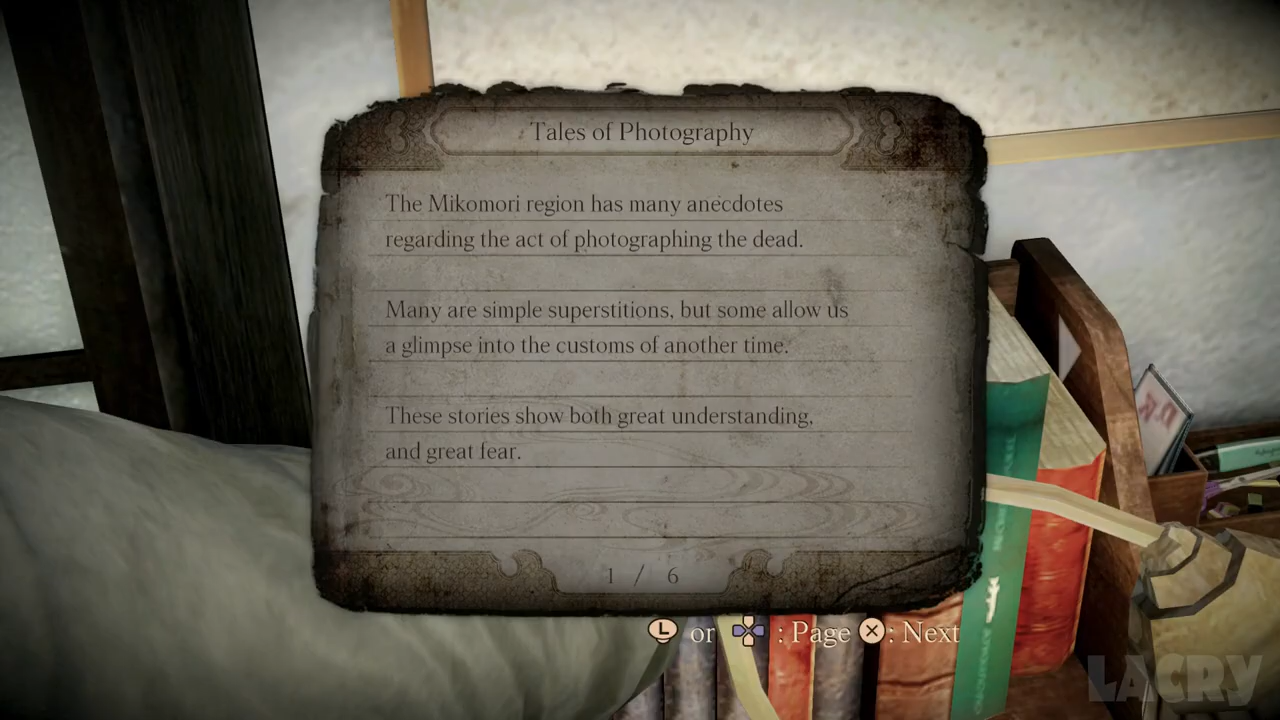 Tales of Photography
The Mikomori region has many anecdotes
regarding the act of photographing the dead.
Many are simple superstitions, but some allow us
a glimpse into the customs of another time.
These stories show both great understanding,
and great fear.
1 / 6
L or : Page X : Next
LACRY